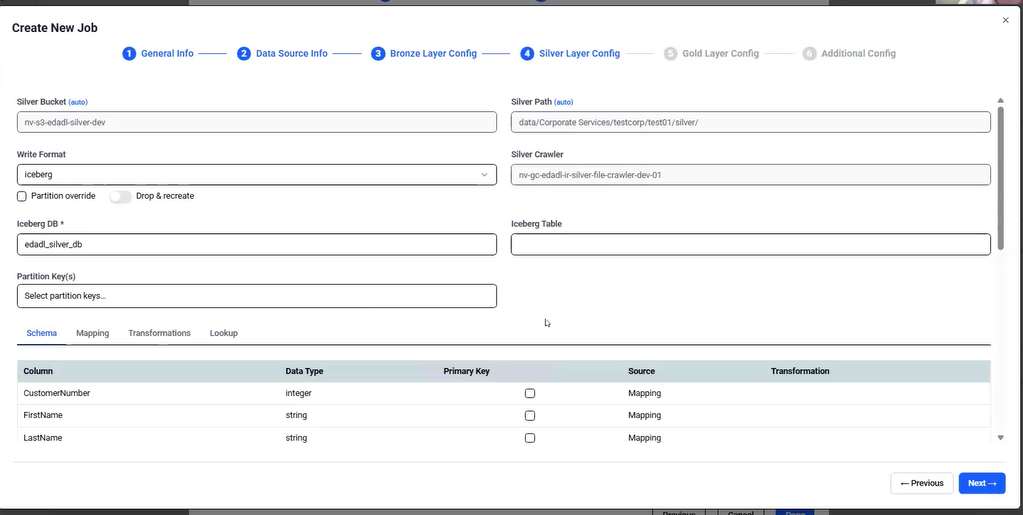 Create New Job
×
1 General Info
2 Data Source Info
3 Bronze Layer Config
4 Silver Layer Config
5 Gold Layer Config
6 Additional Config
Silver Bucket (auto)
Silver Path (auto)
nv-s3-edadl-silver-dev
data/Corporate Services/testcorp/test01/silver/
Write Format
Silver Crawler
iceberg
nv-gc-edadl-ir-silver-file-crawler-dev-01
Partition override
Drop & recreate
Iceberg DB *
Iceberg Table
edadl_silver_db
Partition Key(s)
Select partition keys...
Schema Mapping Transformations Lookup
Column Data Type Primary Key Source Transformation
CustomerNumber integer Mapping
FirstName string Mapping
LastName string Mapping
← Previous
Next →
Previous Cancel